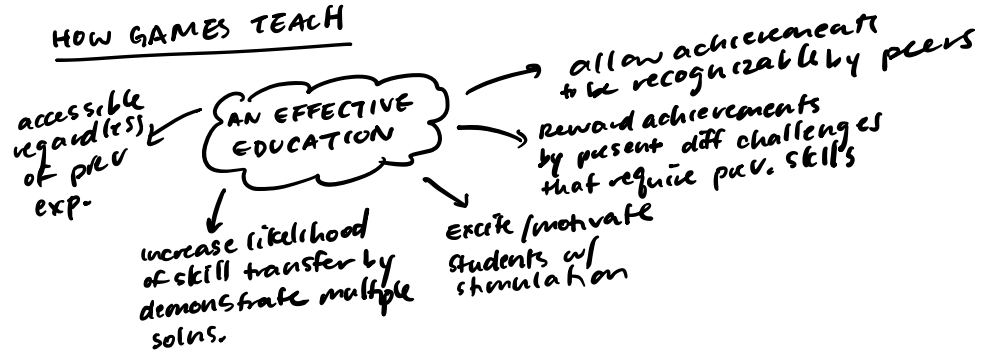 HOW GAMES TEACH
AN EFFECTIVE
EDUCATION
accessible
regardless
of prev
exp.
allow achievements
to be recognizable by peers
Reward achievements
by present diff challenges
that require prev. skills
increase likelihood
of skill transfer by
demonstrate multiple
solns.
Excite/motivate
students w/
stimulation